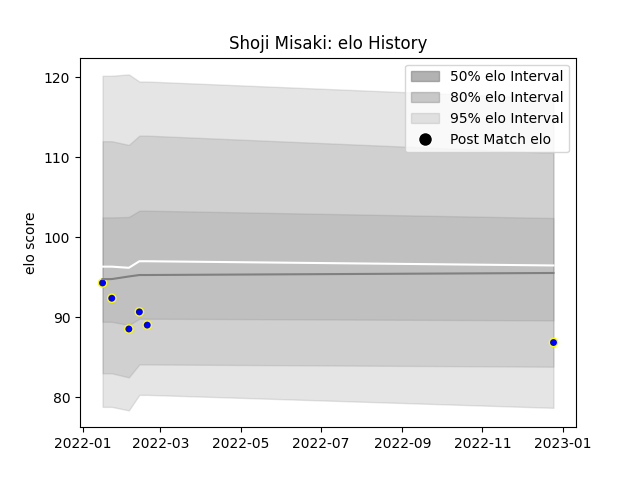 Shoji Misaki: elo History
50% elo Interval
80% elo Interval
95% elo Interval
Post Match elo
elo score
120
110
100
90
80
2022-01 2022-03 2022-05 2022-07 2022-09 2022-11 2023-01